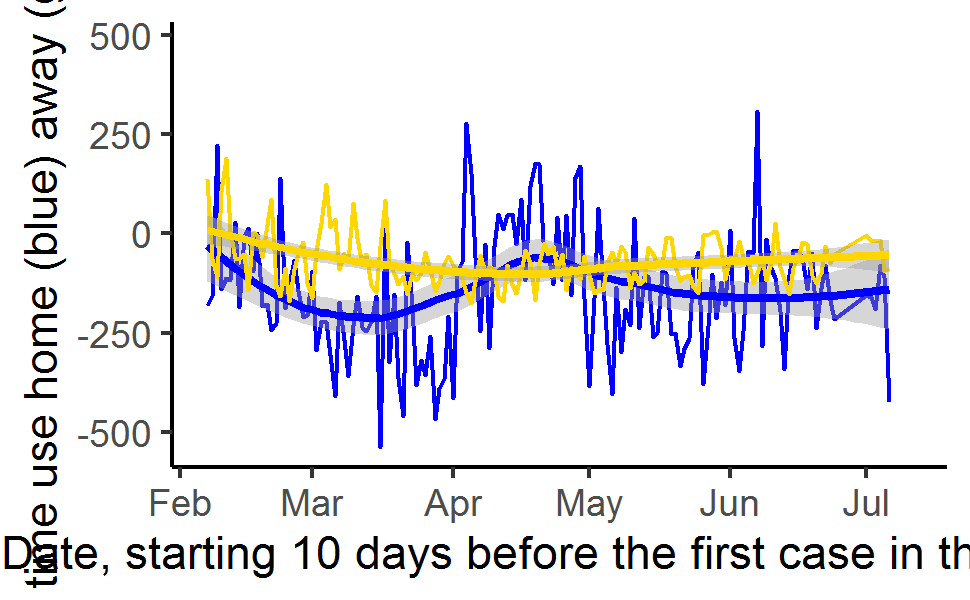 time use home (blue) away (
500
250
0
-250
-500
Feb Mar Apr May Jun Jul
Date, starting 10 days before the first case in th